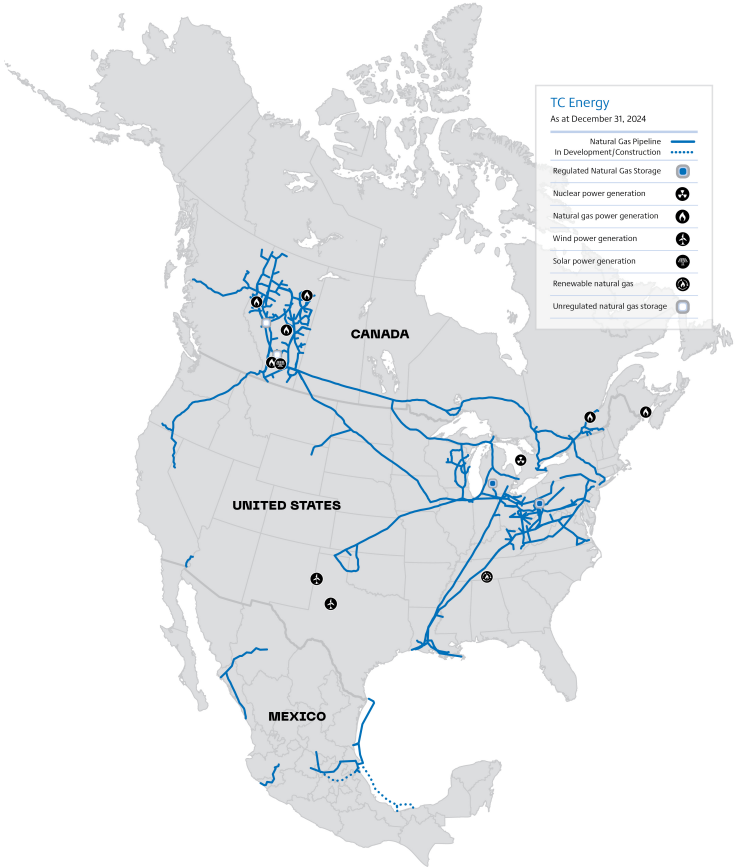 TC Energy
As at December 31, 2024
Natural Gas Pipeline
In Development/Construction
Regulated Natural Gas Storage
Nuclear power generation
Natural gas power generation
Wind power generation
Solar power generation
Renewable natural gas
Unregulated natural gas storage
CANADA
UNITED STATES
MEXICO